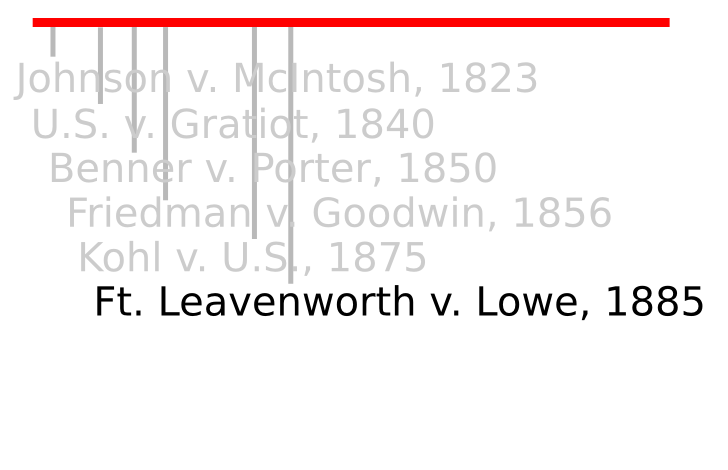 Johnson v. McIntosh, 1823
U.S. v. Gratiot, 1840
Benner v. Porter, 1850
Friedman v. Goodwin, 1856
Kohl v. U.S., 1875
Ft. Leavenworth v. Lowe, 1885